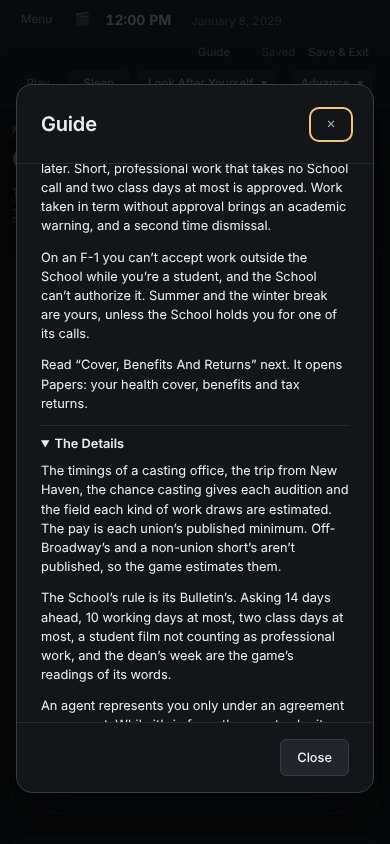 Menu
12:00 PM
January 8, 2029
Guide
Saved
Save & Exit
Play
Sleep
Look After Yourself
Advance
Guide
×
later. Short, professional work that takes no School
call and two class days at most is approved. Work
taken in term without approval brings an academic
warning, and a second time dismissal.
On an F-1 you can’t accept work outside the
School while you’re a student, and the School
can’t authorize it. Summer and the winter break
are yours, unless the School holds you for one of
its calls.
Read “Cover, Benefits And Returns” next. It opens
Papers: your health cover, benefits and tax
returns.
▼ The Details
The timings of a casting office, the trip from New
Haven, the chance casting gives each audition and
the field each kind of work draws are estimated.
The pay is each union’s published minimum. Off-
Broadway’s and a non-union short’s aren’t
published, so the game estimates them.
The School’s rule is its Bulletin’s. Asking 14 days
ahead, 10 working days at most, two class days at
most, a student film not counting as professional
work, and the dean’s week are the game’s
readings of its words.
An agent represents you only under an agreement
Close